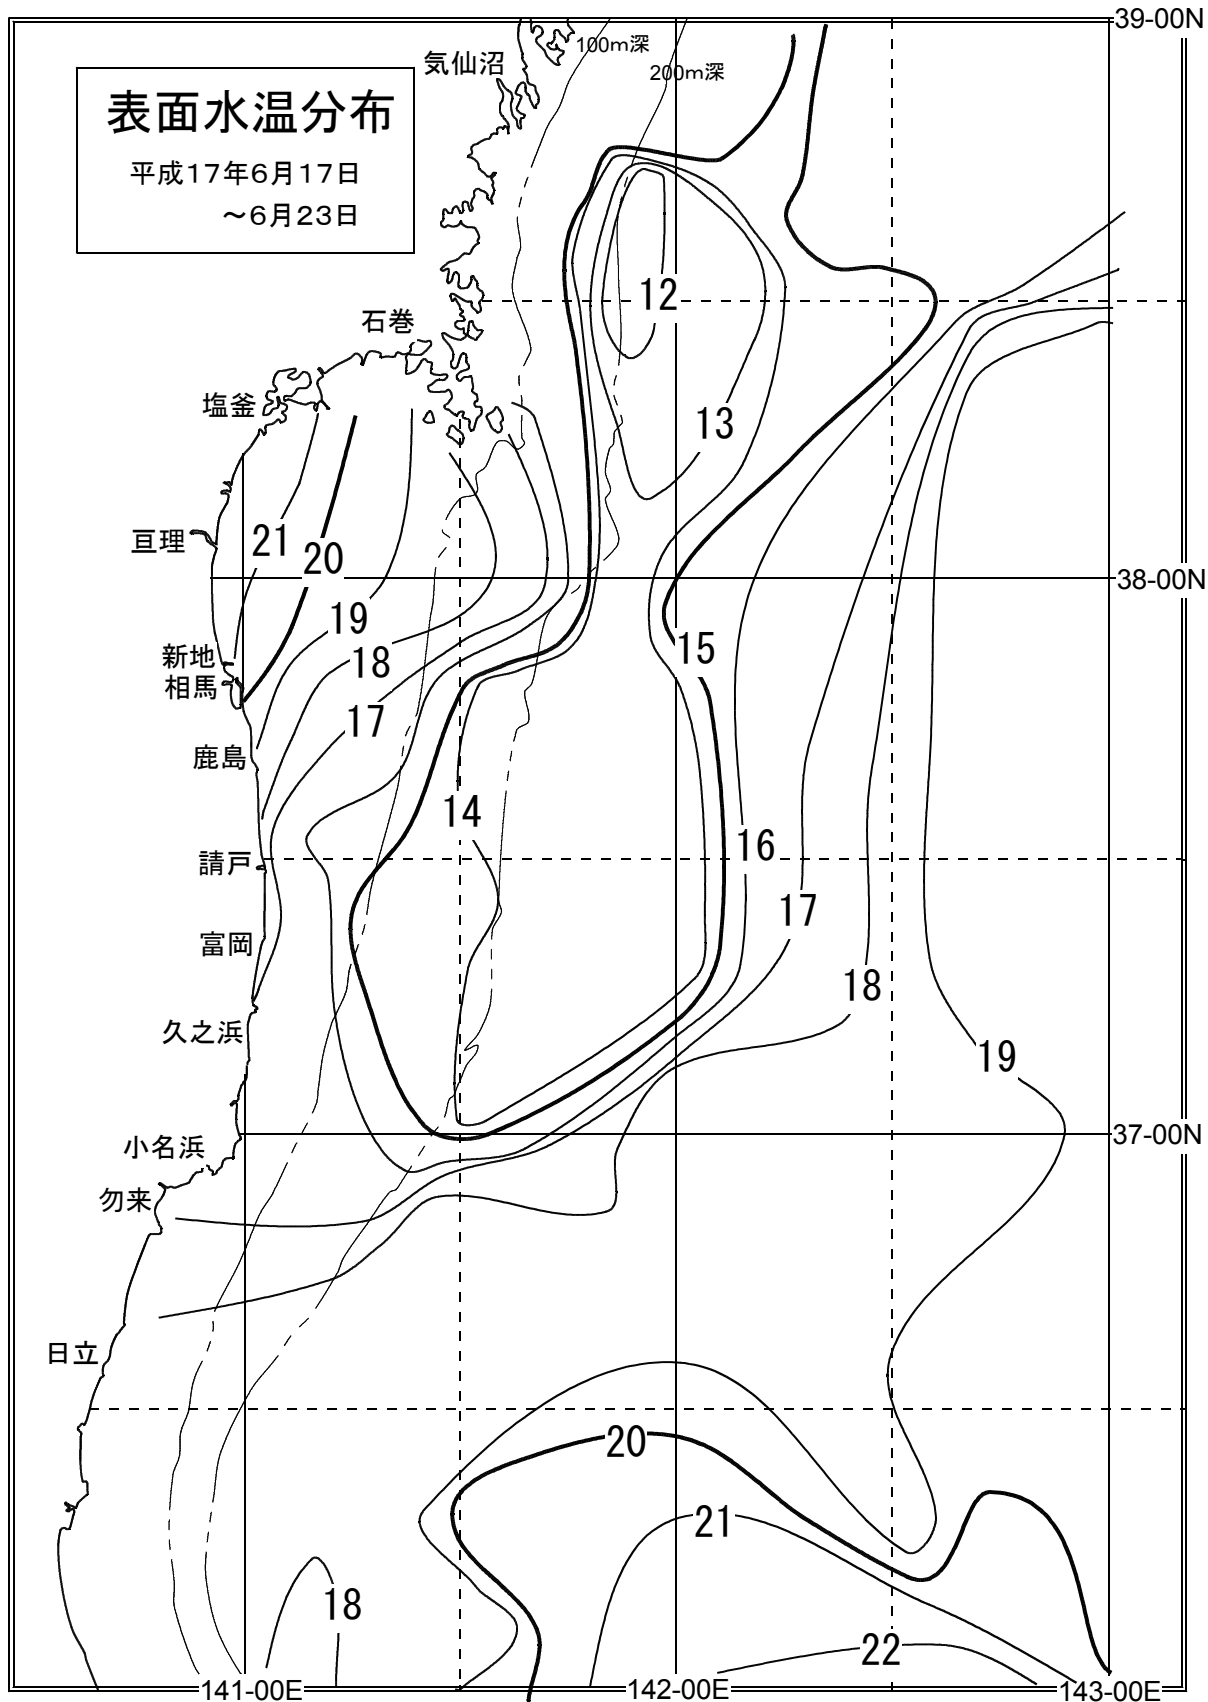 39-00N
100m深
気仙沼
200m深
表面水温分布
平成17年6月17日
～6月23日
12
石巻
塩釜
13
亘理
21
20
38-00N
19
15
新地
18
相馬
17
鹿島
14
16
請戸
17
富岡
18
久之浜
19
37-00N
小名浜
勿来
日立
20
21
18
22
141-00E
142-00E
143-00E